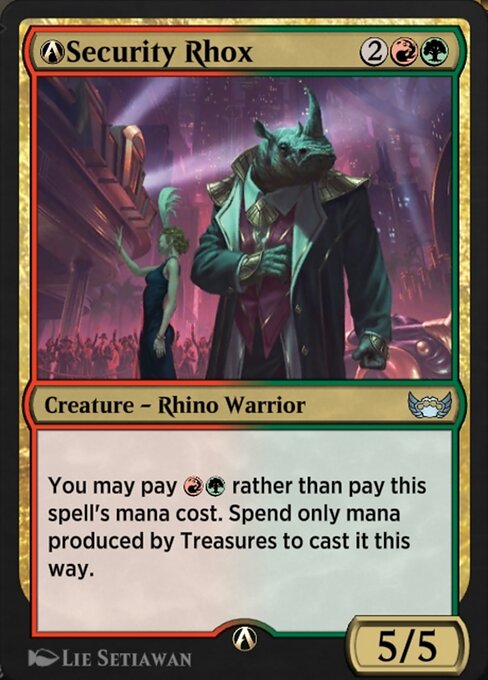 Security Rhox 2
Creature – Rhino Warrior
You may pay rather than pay this
spell's mana cost. Spend only mana
produced by Treasures to cast it this
way.
5/5
Lie Setiawan